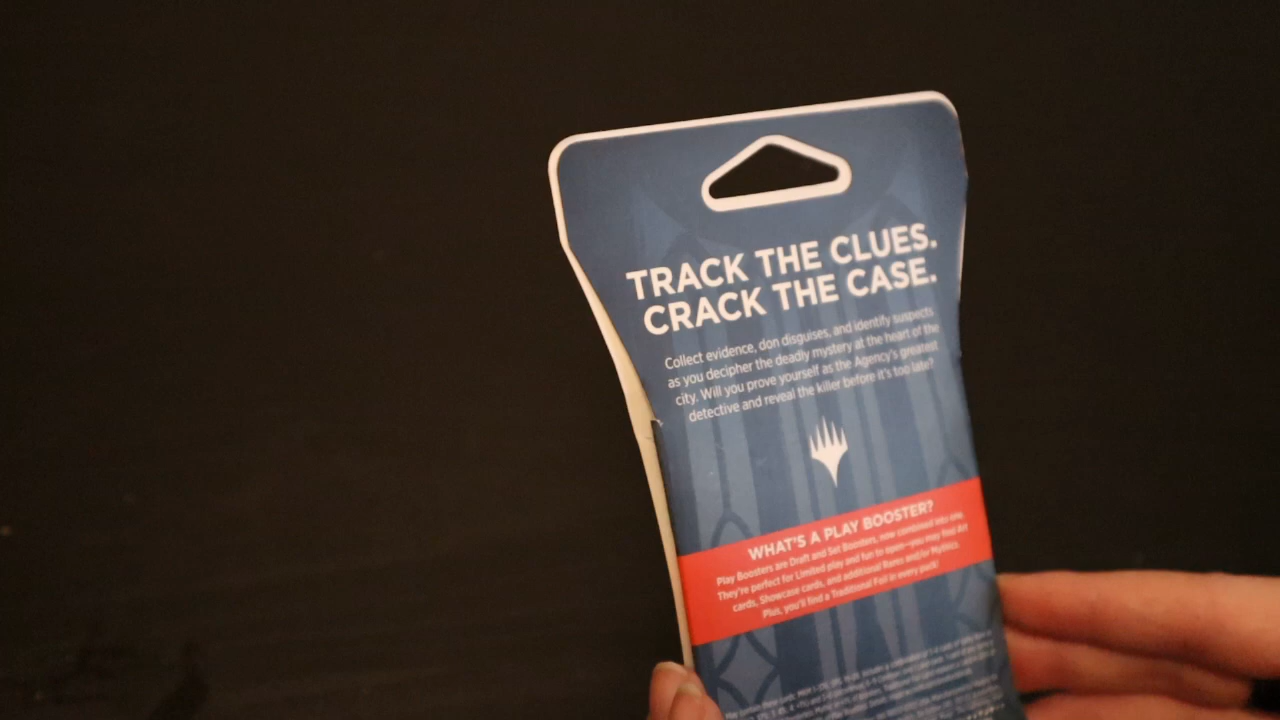 TRACK THE CLUES.
CRACK THE CASE.
Collect evidence, don disguises, and identify suspects
as you decipher the deadly mystery at the heart of the
city. Will you prove yourself as the Agency's greatest
detective and reveal the killer before it's too late?
WHAT'S A PLAY BOOSTER?
Play Boosters are Draft and Set Boosters, now combined into one.
They're perfect for Limited play and fun to open—you may find Art
cards, Showcase cards, and additional Rares and/or Mythics.
Plus, you'll find a Traditional Foil in every pack!